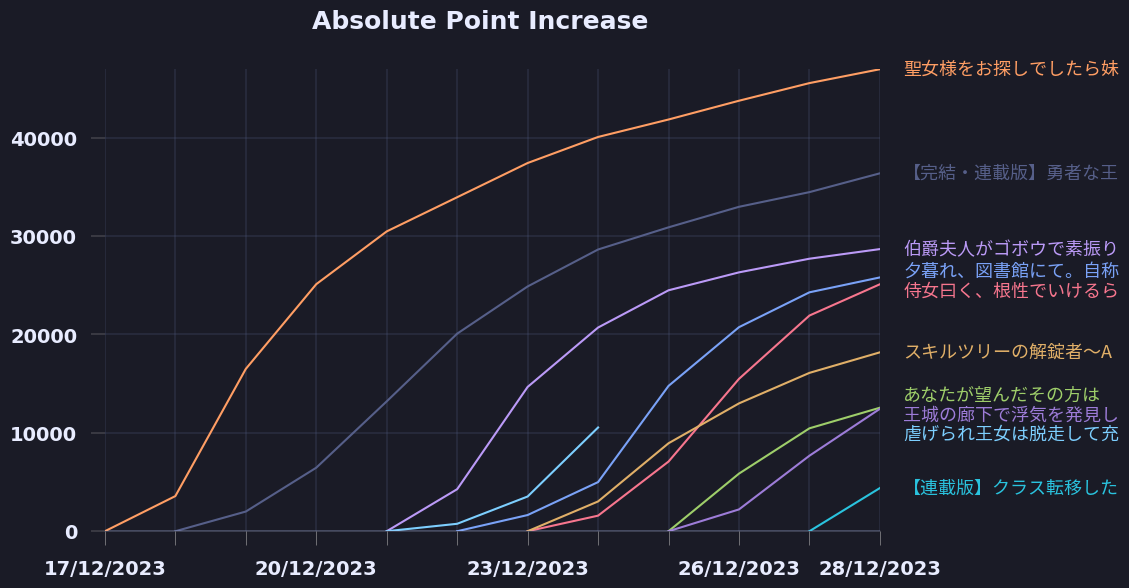 Absolute Point Increase
聖女様をお探しでしたら妹
40000
【完結・連載版】勇者な王
30000
伯爵夫人がゴボウで素振り
夕暮れ、図書館にて。自称
侍女曰く、根性でいけるら
20000
スキルツリーの解錠者～A
あなたが望んだその方は
王城の廊下で浮気を発見し
10000
虐げられ王女は脱走して充
【連載版】クラス転移した
0
17/12/2023 20/12/2023 23/12/2023 26/12/2023 28/12/2023